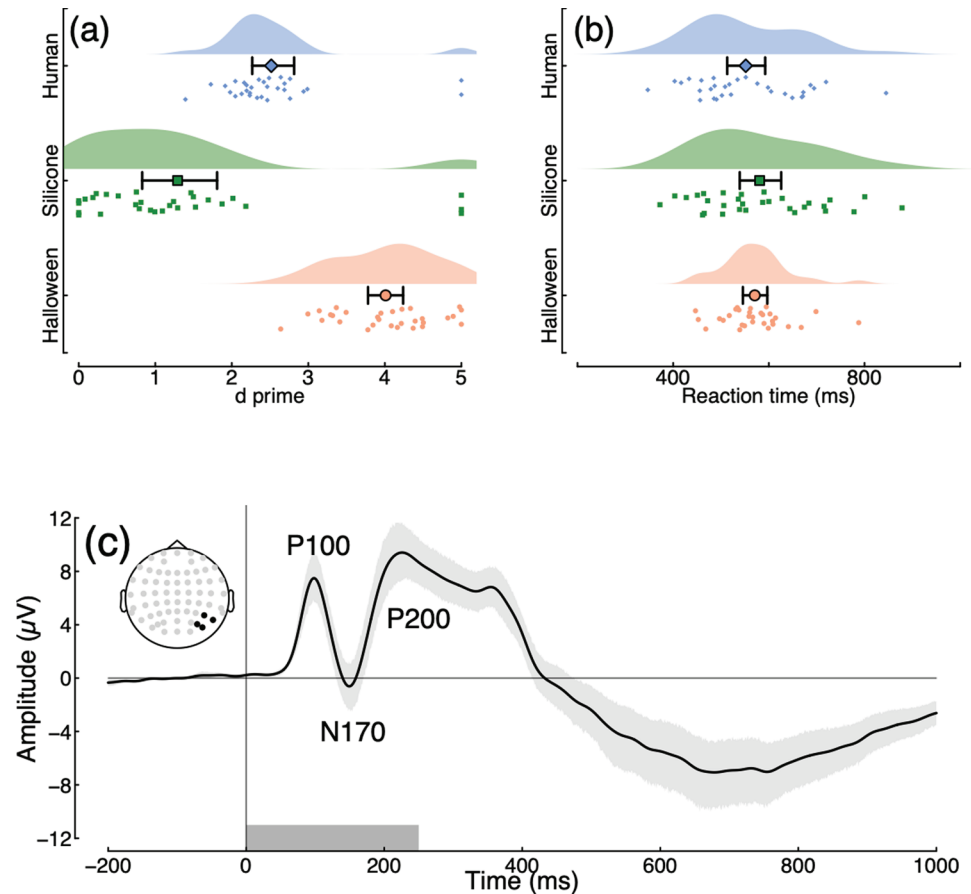 (a)
Human
Silicone
Halloween
0 1 2 3 4 5
d prime
(b)
Human
Silicone
Halloween
400 600 800
Reaction time (ms)
(c)
12
8
4
0
−4
−8
−12
Amplitude (µV)
P100
N170
P200
−200 0 200 400 600 800 1000
Time (ms)